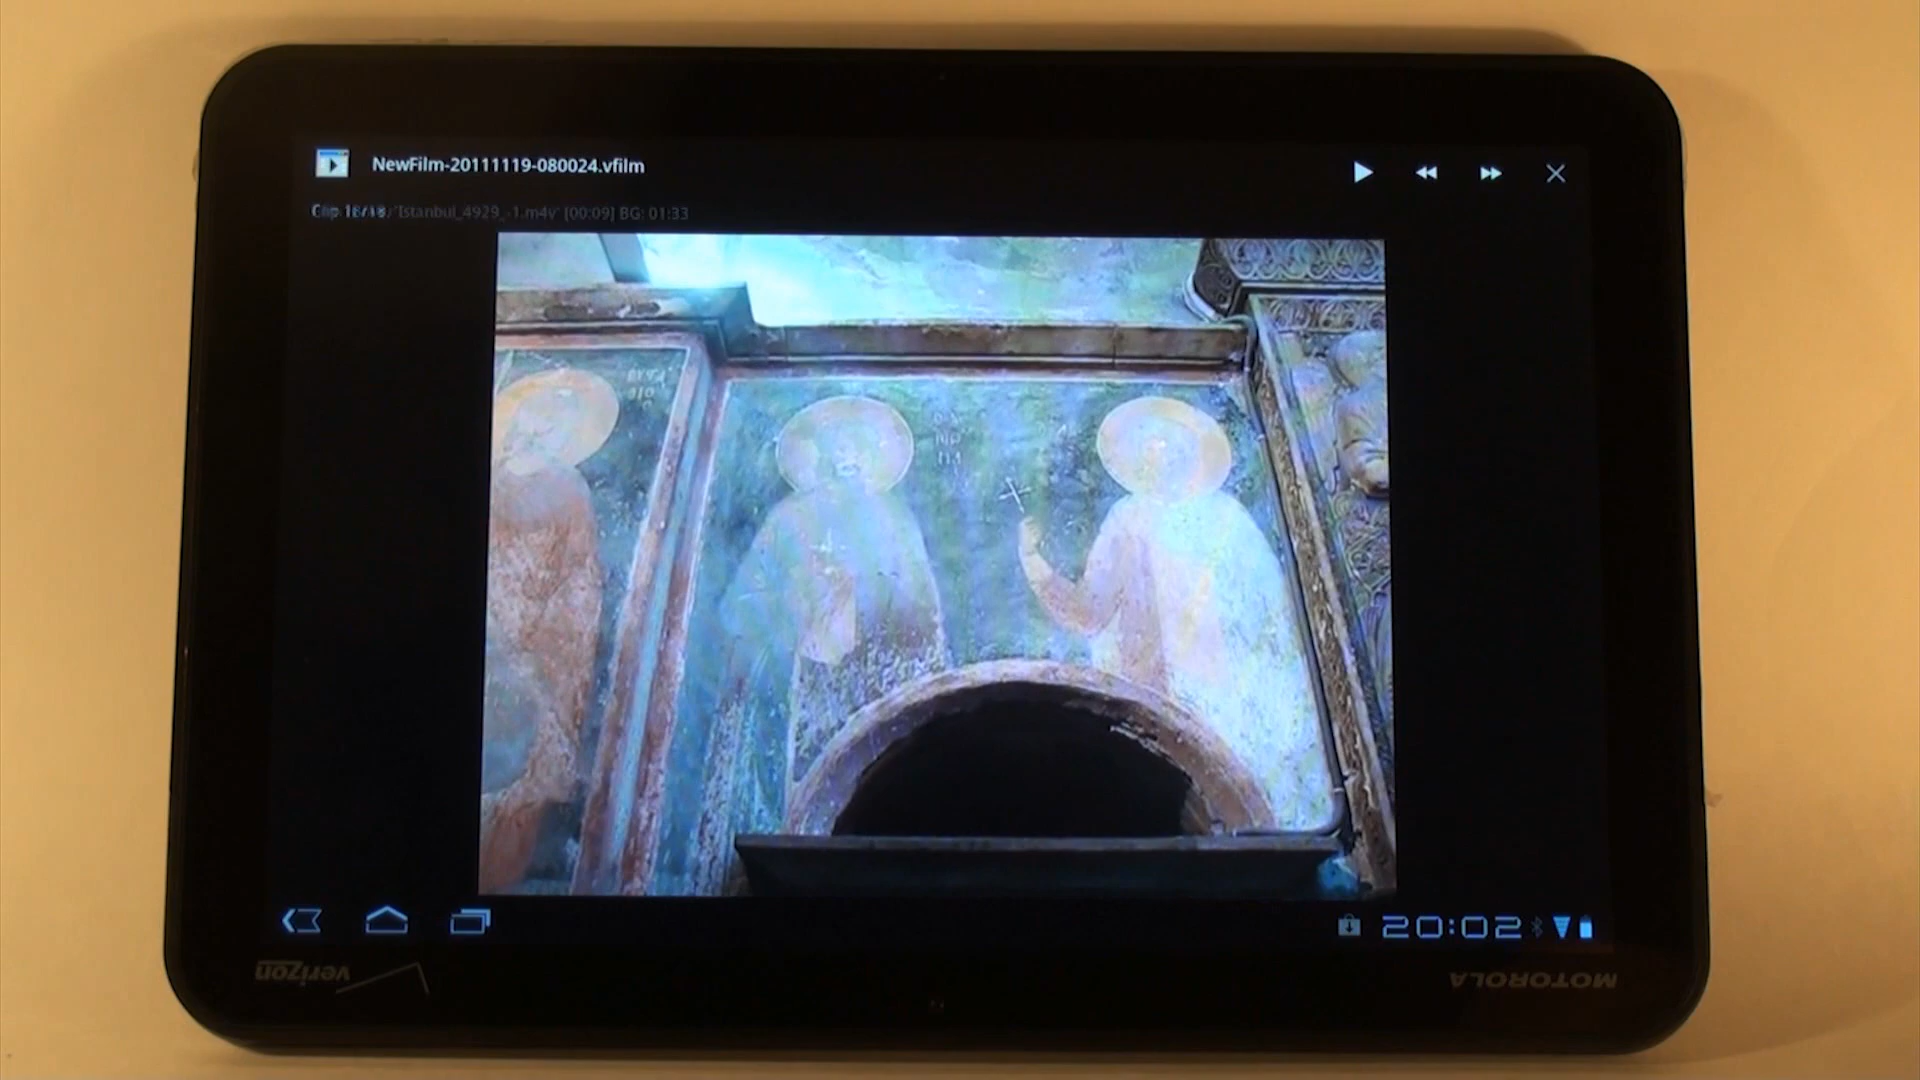 NewFilm-20111119-080024.vfilm
'Istanbul_4929_-1.m4v' [00:09] BG: 01:33
20:02
verizon
MOTOROLA